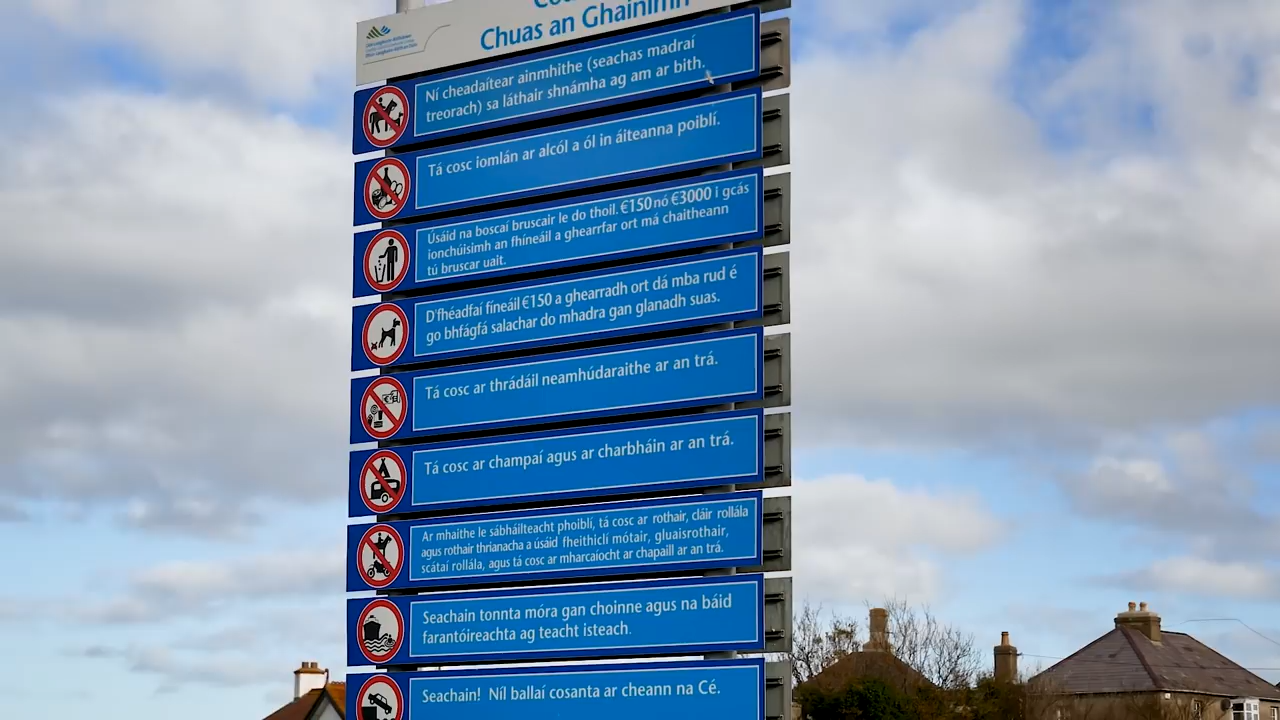 Chuas an Ghainimh
Ní cheadaítear ainmhithe (seachas madraí
treorach) sa láthair shnámha ag am ar bith.
Tá cosc iomlán ar alcól a ól in áiteanna poiblí.
Úsáid na boscaí bruscair le do thoil. €150 nó €3000 i gcás
ionchúisimh an fhíneáil a ghearrfar ort má chaitheann
tú bruscar uait.
D'fhéadfaí fíneáil €150 a ghearradh ort dá mba rud é
go bhfágfá salachar do mhadra gan glanadh suas.
Tá cosc ar thrádáil neamhúdaraithe ar an trá.
Tá cosc ar champaí agus ar charbháin ar an trá.
Ar mhaithe le sábháilteacht phoiblí, tá cosc ar rothair, cláir rollála
agus rothair thrianacha a úsáid fheithiclí mótair, gluaisrothair,
scátaí rollála, agus tá cosc ar mharcaíocht ar chapaill ar an trá.
Seachain tonnta móra gan choinne agus na báid
farantóireachta ag teacht isteach.
Seachain! Níl ballaí cosanta ar cheann na Cé.